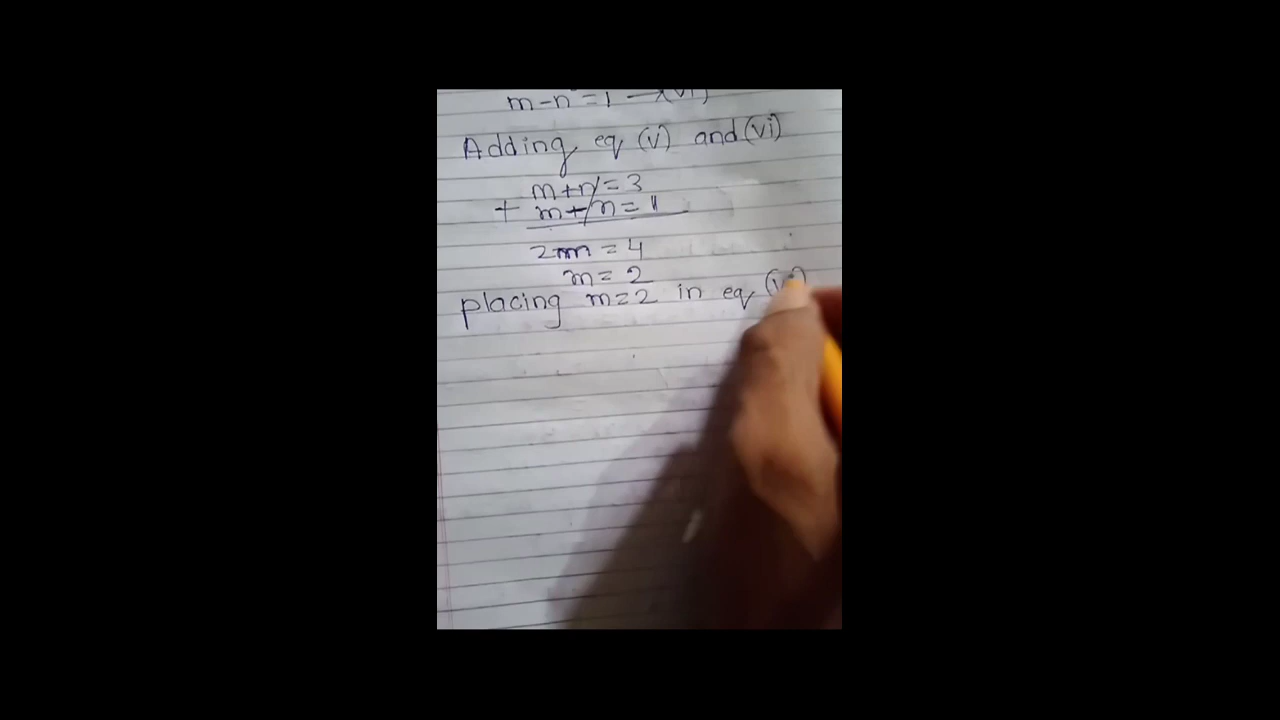 m-n=1 →(vi)
Adding eq (v) and (vi)
m+n=3
+ m+n=1
2m=4
m=2
placing m=2 in eq (v